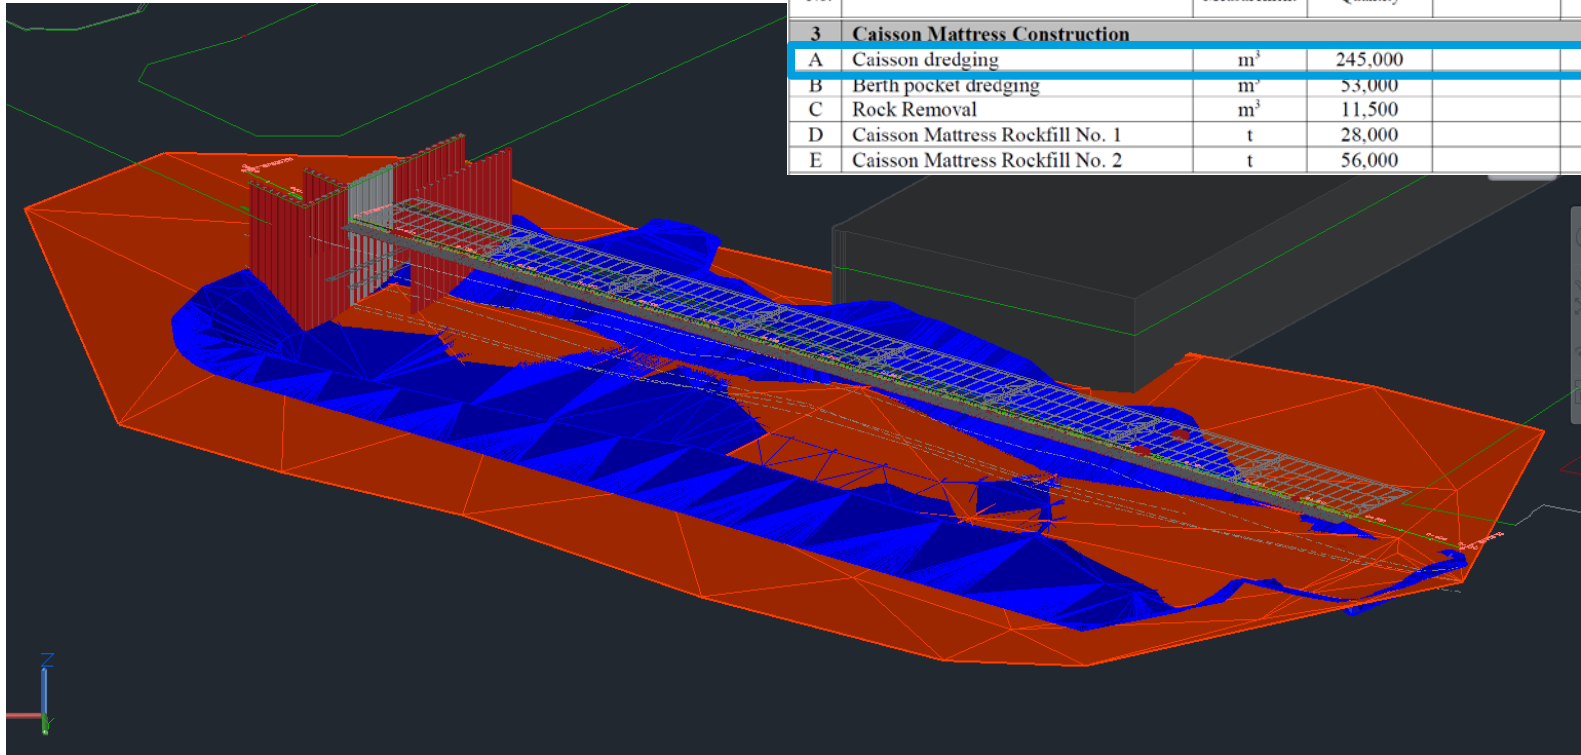 3 Caisson Mattress Construction
A Caisson dredging m³ 245,000
B Berth pocket dredging m³ 53,000
C Rock Removal m³ 11,500
D Caisson Mattress Rockfill No. 1 t 28,000
E Caisson Mattress Rockfill No. 2 t 56,000
Z
Y